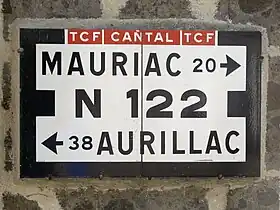 TCF CANTAL TCF
MAURIAC 20 →
N 122
← 38 AURILLAC